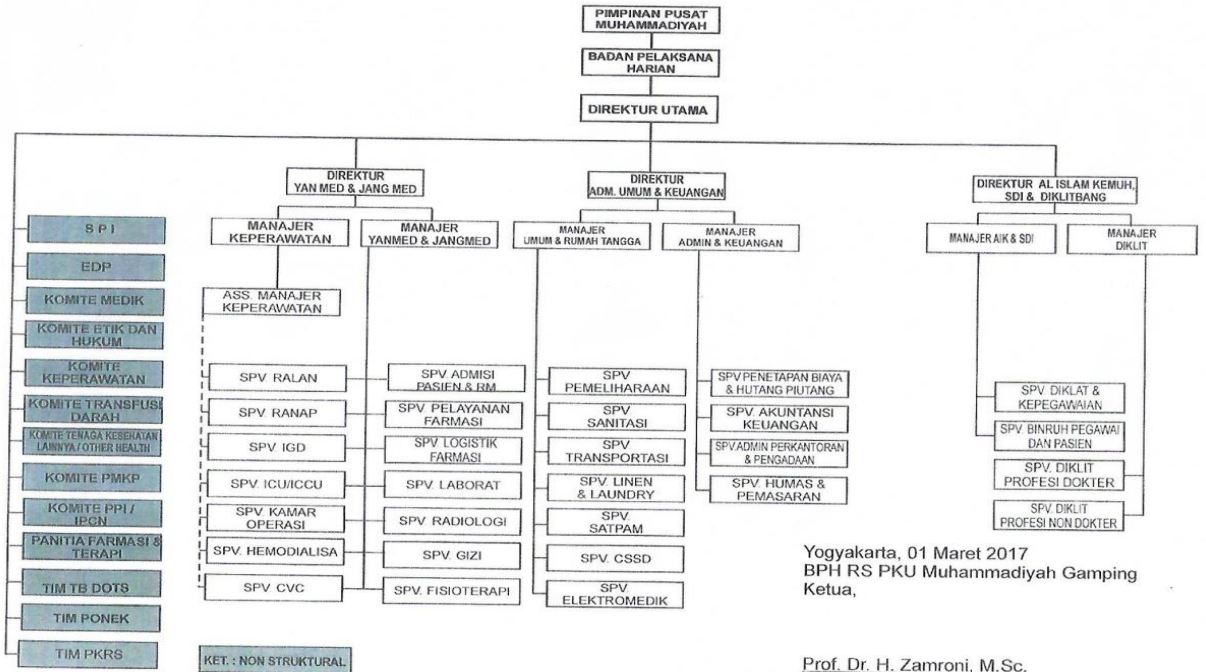 PIMPINAN PUSAT
MUHAMMADIYAH
BADAN PELAKSANA
HARIAN
DIREKTUR UTAMA
DIREKTUR
YAN MED & JANG MED
DIREKTUR
ADM. UMUM & KEUANGAN
DIREKTUR AL ISLAM KEMUH,
SDI & DIKLITBANG
MANAJER
KEPERAWATAN
MANAJER
YANMED & JANGMED
MANAJER
UMUM & RUMAH TANGGA
MANAJER
ADMIN & KEUANGAN
MANAJER AIK & SDI
MANAJER
DIKLIT
ASS. MANAJER
KEPERAWATAN
S P I
EDP
KOMITE MEDIK
KOMITE ETIK DAN
HUKUM
KOMITE
KEPERAWATAN
KOMITE TRANSFUSI
DARAH
KOMITE TENAGA KESEHATAN
LAINNYA / OTHER HEALTH
KOMITE PMKP
KOMITE PPI /
IPCN
PANITIA FARMASI &
TERAPI
TIM TB DOTS
TIM PONEK
TIM PKRS
SPV. RALAN
SPV. RANAP
SPV. IGD
SPV. ICU/ICCU
SPV. KAMAR
OPERASI
SPV. HEMODIALISA
SPV CVC
SPV. ADMISI
PASIEN & RM
SPV. PELAYANAN
FARMASI
SPV. LOGISTIK
FARMASI
SPV. LABORAT
SPV. RADIOLOGI
SPV. GIZI
SPV. FISIOTERAPI
SPV
PEMELIHARAAN
SPV.
SANITASI
SPV
TRANSPORTASI
SPV. LINEN
& LAUNDRY
SPV.
SATPAM
SPV. CSSD
SPV.
ELEKTROMEDIK
SPV PENETAPAN BIAYA
& HUTANG PIUTANG
SPV. AKUNTANSI
KEUANGAN
SPV.ADMIN PERKANTORAN
& PENGADAAN
SPV. HUMAS &
PEMASARAN
SPV. DIKLAT &
KEPEGAWAIAN
SPV. BINRUH PEGAWAI
DAN PASIEN
SPV. DIKLIT
PROFESI DOKTER
SPV. DIKLIT
PROFESI NON DOKTER
KET. : NON STRUKTURAL
Yogyakarta, 01 Maret 2017
BPH RS PKU Muhammadiyah Gamping
Ketua,
Prof. Dr. H. Zamroni, M.Sc.